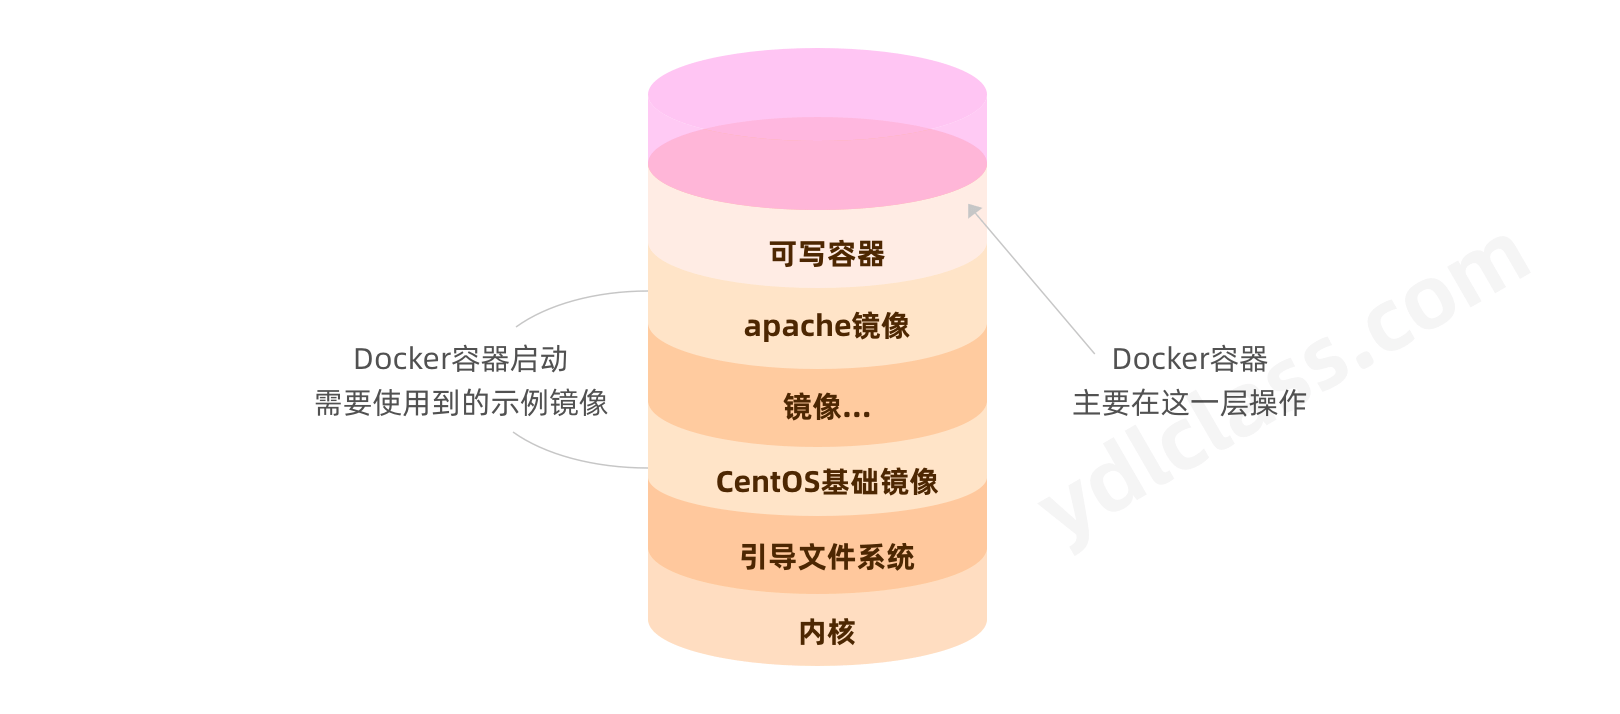 可写容器
apache镜像
镜像...
CentOS基础镜像
引导文件系统
内核
Docker容器启动
需要使用到的示例镜像
Docker容器
主要在这一层操作
ydlclass.com